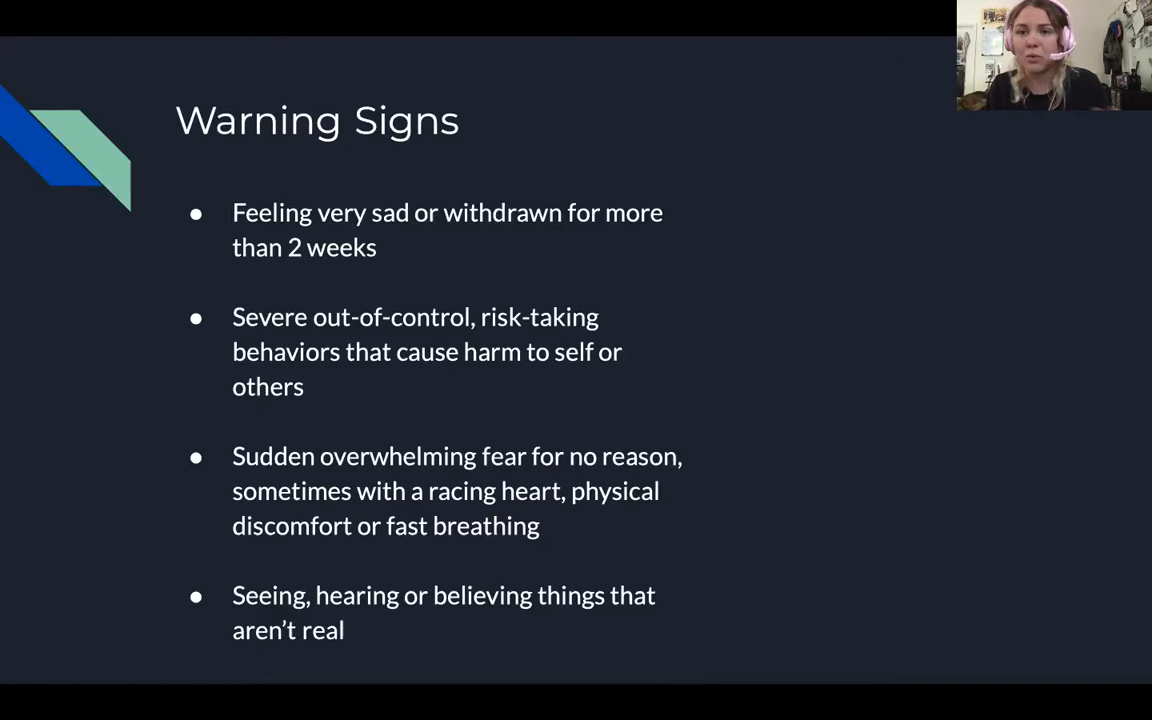 Warning Signs
● Feeling very sad or withdrawn for more
than 2 weeks
● Severe out-of-control, risk-taking
behaviors that cause harm to self or
others
● Sudden overwhelming fear for no reason,
sometimes with a racing heart, physical
discomfort or fast breathing
● Seeing, hearing or believing things that
aren’t real